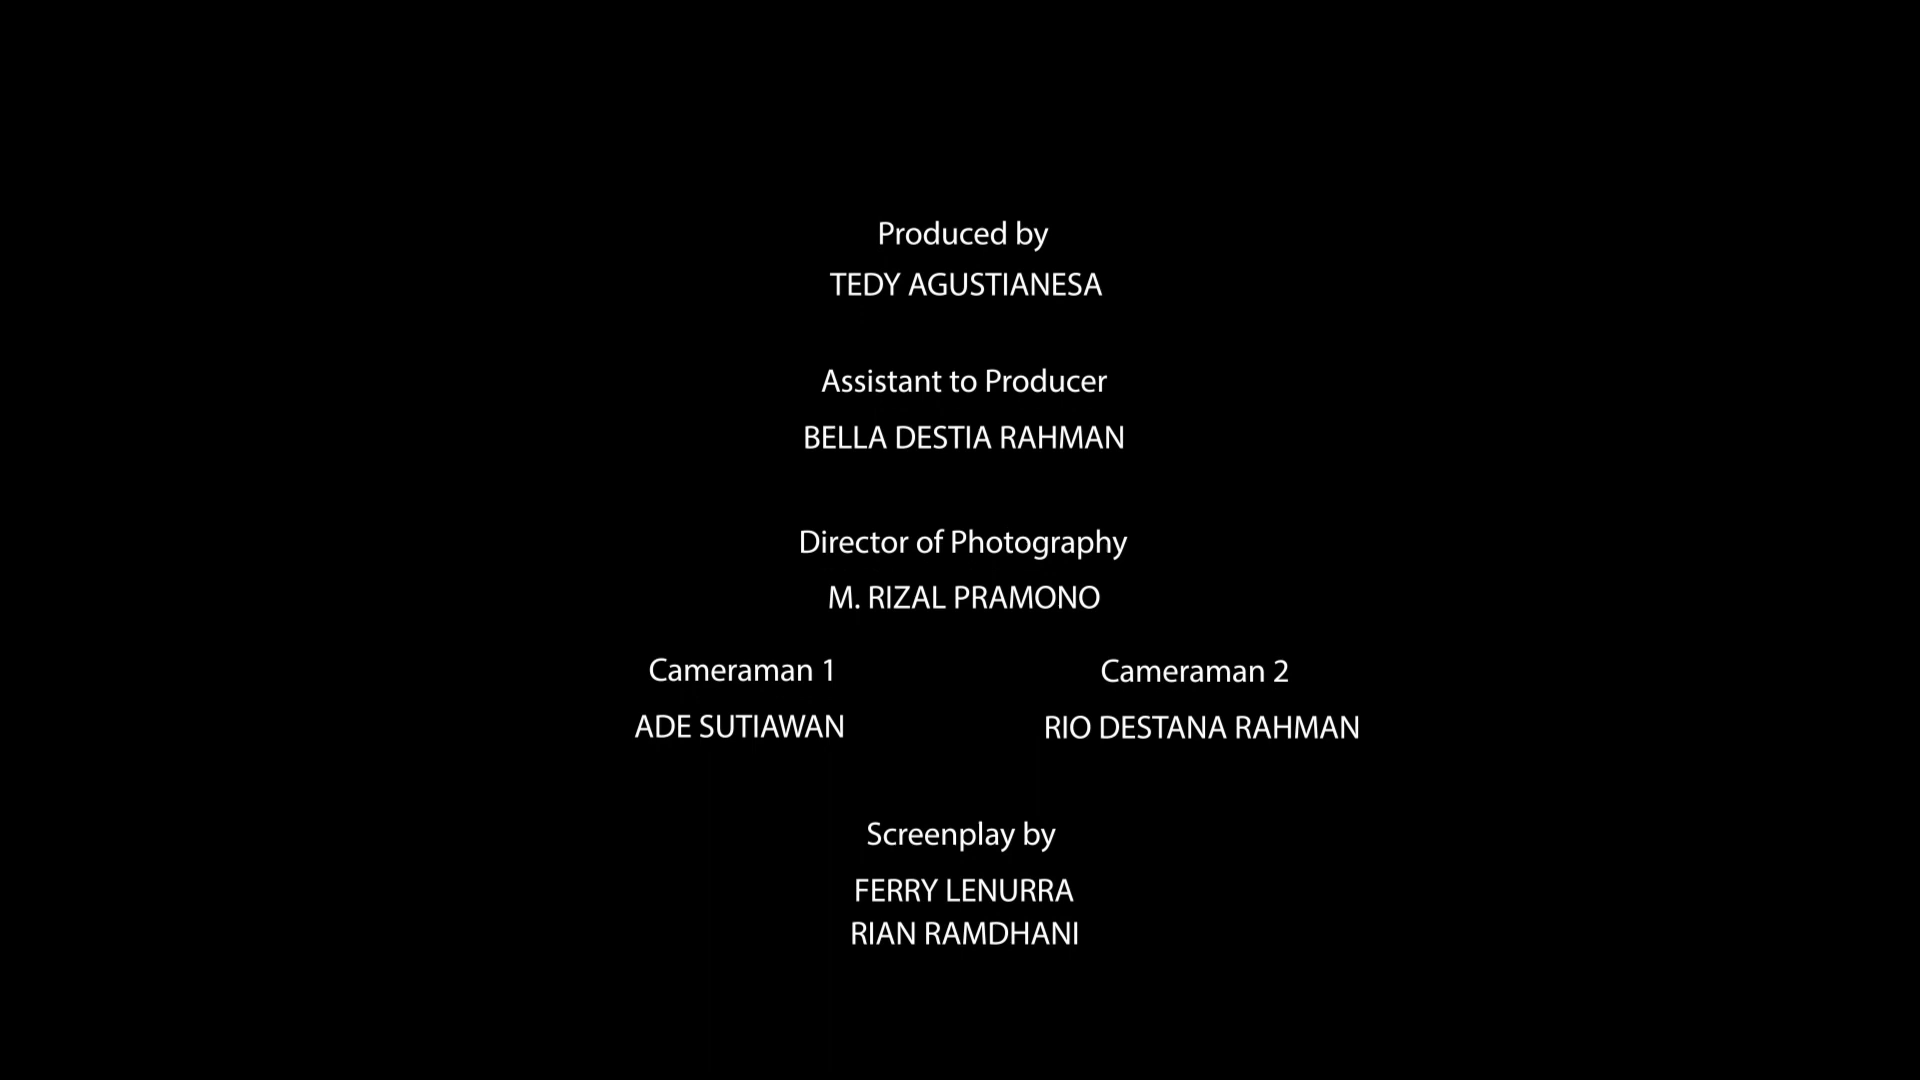 Produced by
TEDY AGUSTIANESA
Assistant to Producer
BELLA DESTIA RAHMAN
Director of Photography
M. RIZAL PRAMONO
Cameraman 1
ADE SUTIAWAN
Cameraman 2
RIO DESTANA RAHMAN
Screenplay by
FERRY LENURRA
RIAN RAMDHANI